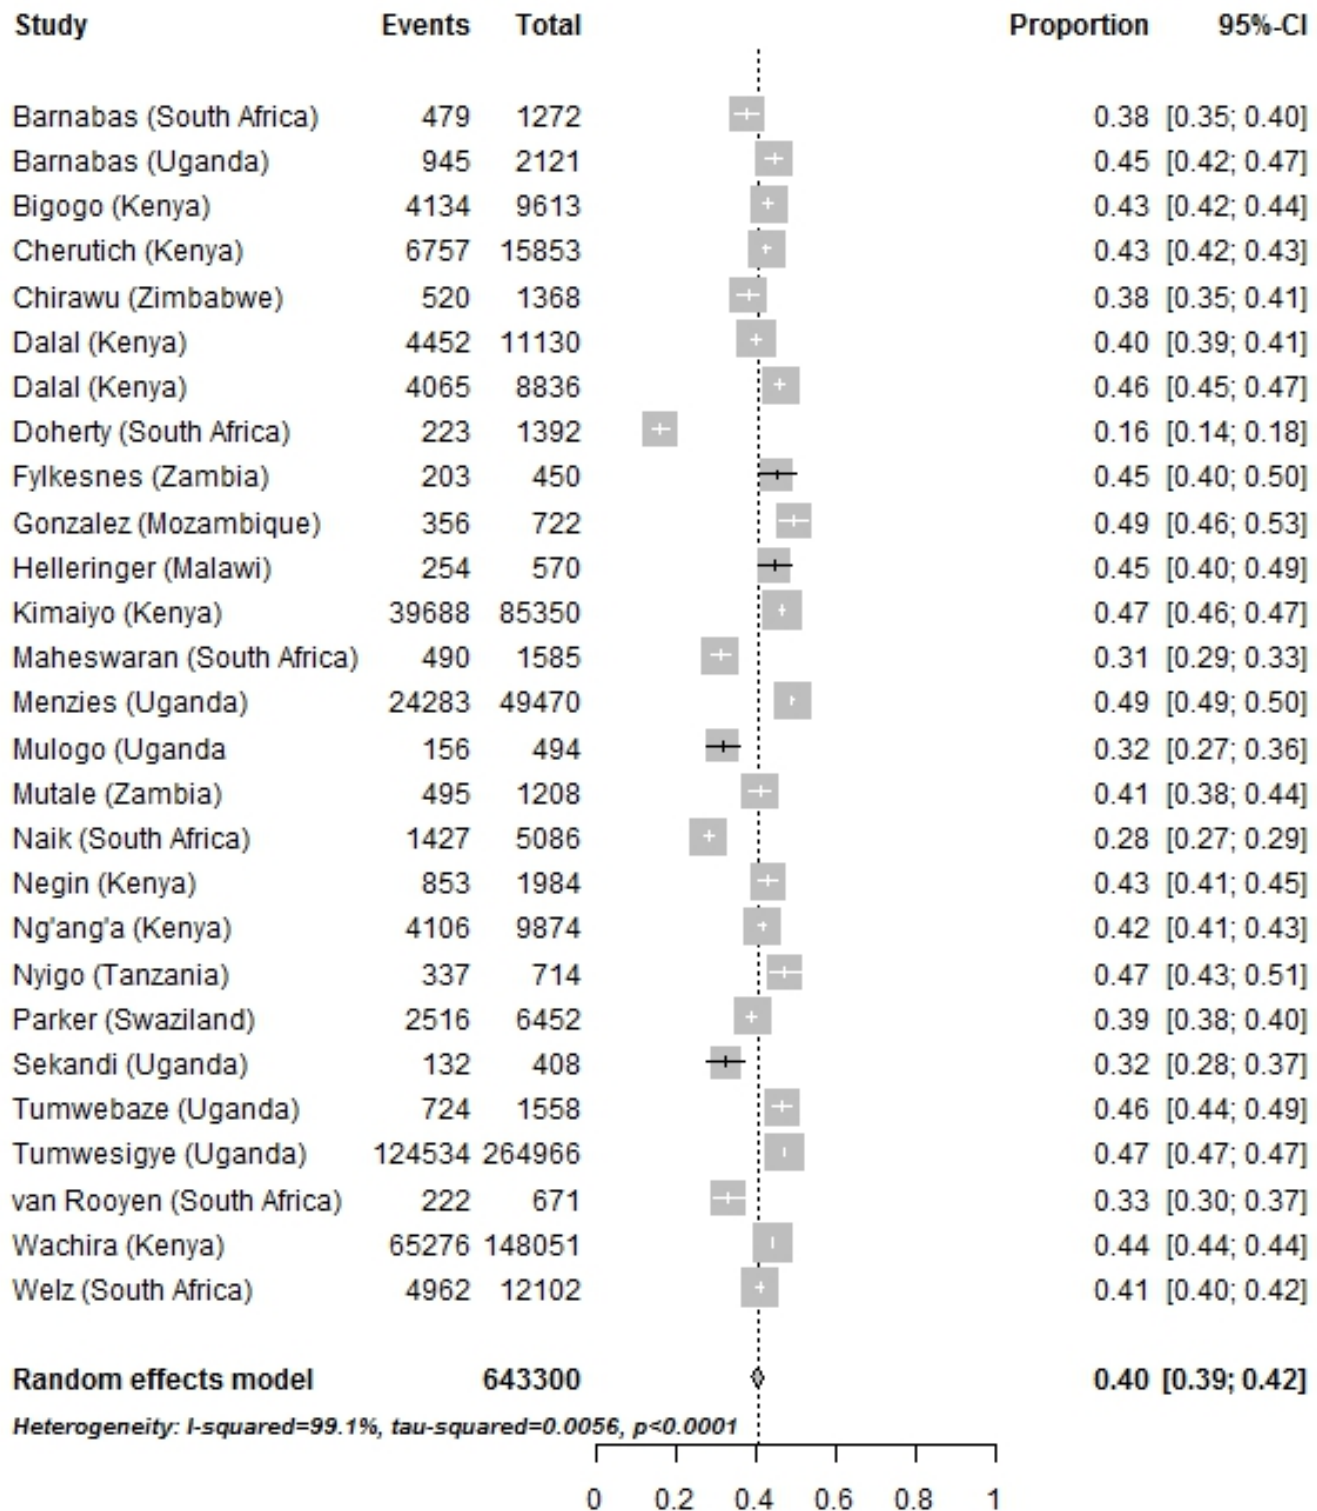 Study Events Total Proportion 95%-CI
Barnabas (South Africa) 479 1272 0.38 [0.35; 0.40]
Barnabas (Uganda) 945 2121 0.45 [0.42; 0.47]
Bigogo (Kenya) 4134 9613 0.43 [0.42; 0.44]
Cherutich (Kenya) 6757 15853 0.43 [0.42; 0.43]
Chirawu (Zimbabwe) 520 1368 0.38 [0.35; 0.41]
Dalal (Kenya) 4452 11130 0.40 [0.39; 0.41]
Dalal (Kenya) 4065 8836 0.46 [0.45; 0.47]
Doherty (South Africa) 223 1392 0.16 [0.14; 0.18]
Fylkesnes (Zambia) 203 450 0.45 [0.40; 0.50]
Gonzalez (Mozambique) 356 722 0.49 [0.46; 0.53]
Helleringer (Malawi) 254 570 0.45 [0.40; 0.49]
Kimaiyo (Kenya) 39688 85350 0.47 [0.46; 0.47]
Maheswaran (South Africa) 490 1585 0.31 [0.29; 0.33]
Menzies (Uganda) 24283 49470 0.49 [0.49; 0.50]
Mulogo (Uganda 156 494 0.32 [0.27; 0.36]
Mutale (Zambia) 495 1208 0.41 [0.38; 0.44]
Naik (South Africa) 1427 5086 0.28 [0.27; 0.29]
Negin (Kenya) 853 1984 0.43 [0.41; 0.45]
Ng'ang'a (Kenya) 4106 9874 0.42 [0.41; 0.43]
Nyigo (Tanzania) 337 714 0.47 [0.43; 0.51]
Parker (Swaziland) 2516 6452 0.39 [0.38; 0.40]
Sekandi (Uganda) 132 408 0.32 [0.28; 0.37]
Tumwebaze (Uganda) 724 1558 0.46 [0.44; 0.49]
Tumwesigye (Uganda) 124534 264966 0.47 [0.47; 0.47]
van Rooyen (South Africa) 222 671 0.33 [0.30; 0.37]
Wachira (Kenya) 65276 148051 0.44 [0.44; 0.44]
Welz (South Africa) 4962 12102 0.41 [0.40; 0.42]
Random effects model 643300 0.40 [0.39; 0.42]
Heterogeneity: I-squared=99.1%, tau-squared=0.0056, p<0.0001
0 0.2 0.4 0.6 0.8 1